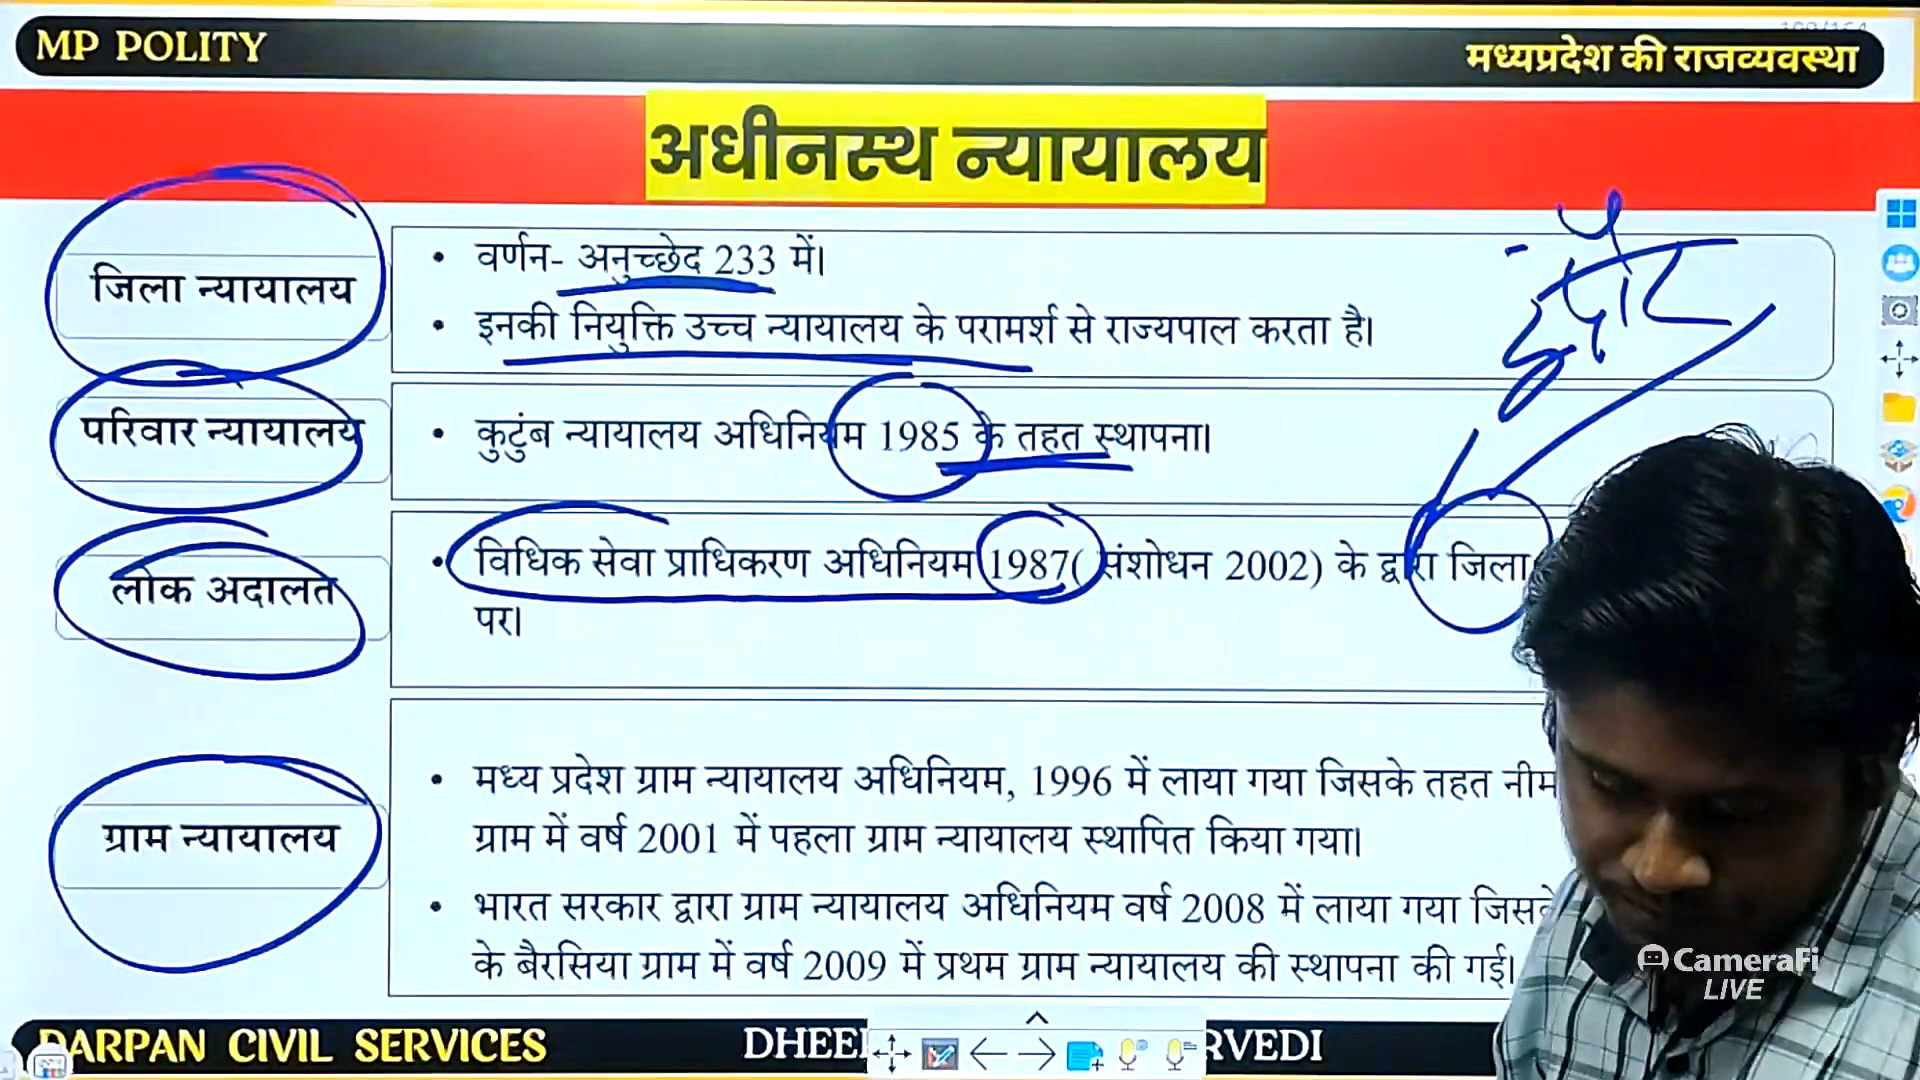 MP POLITY
मध्यप्रदेश की राजव्यवस्था
अधीनस्थ न्यायालय
जिला न्यायालय
• वर्णन- अनुच्छेद 233 में।
• इनकी नियुक्ति उच्च न्यायालय के परामर्श से राज्यपाल करता है।
परिवार न्यायालय
• कुटुंब न्यायालय अधिनियम 1985 के तहत स्थापना।
लोक अदालत
• विधिक सेवा प्राधिकरण अधिनियम 1987( संशोधन 2002) के द्वारा जिला
पर।
ग्राम न्यायालय
• मध्य प्रदेश ग्राम न्यायालय अधिनियम, 1996 में लाया गया जिसके तहत नीम
ग्राम में वर्ष 2001 में पहला ग्राम न्यायालय स्थापित किया गया।
• भारत सरकार द्वारा ग्राम न्यायालय अधिनियम वर्ष 2008 में लाया गया
के बैरसिया ग्राम में वर्ष 2009 में प्रथम ग्राम न्यायालय की स्थापना की गई।
CameraFi
LIVE
DARPAN CIVIL SERVICES